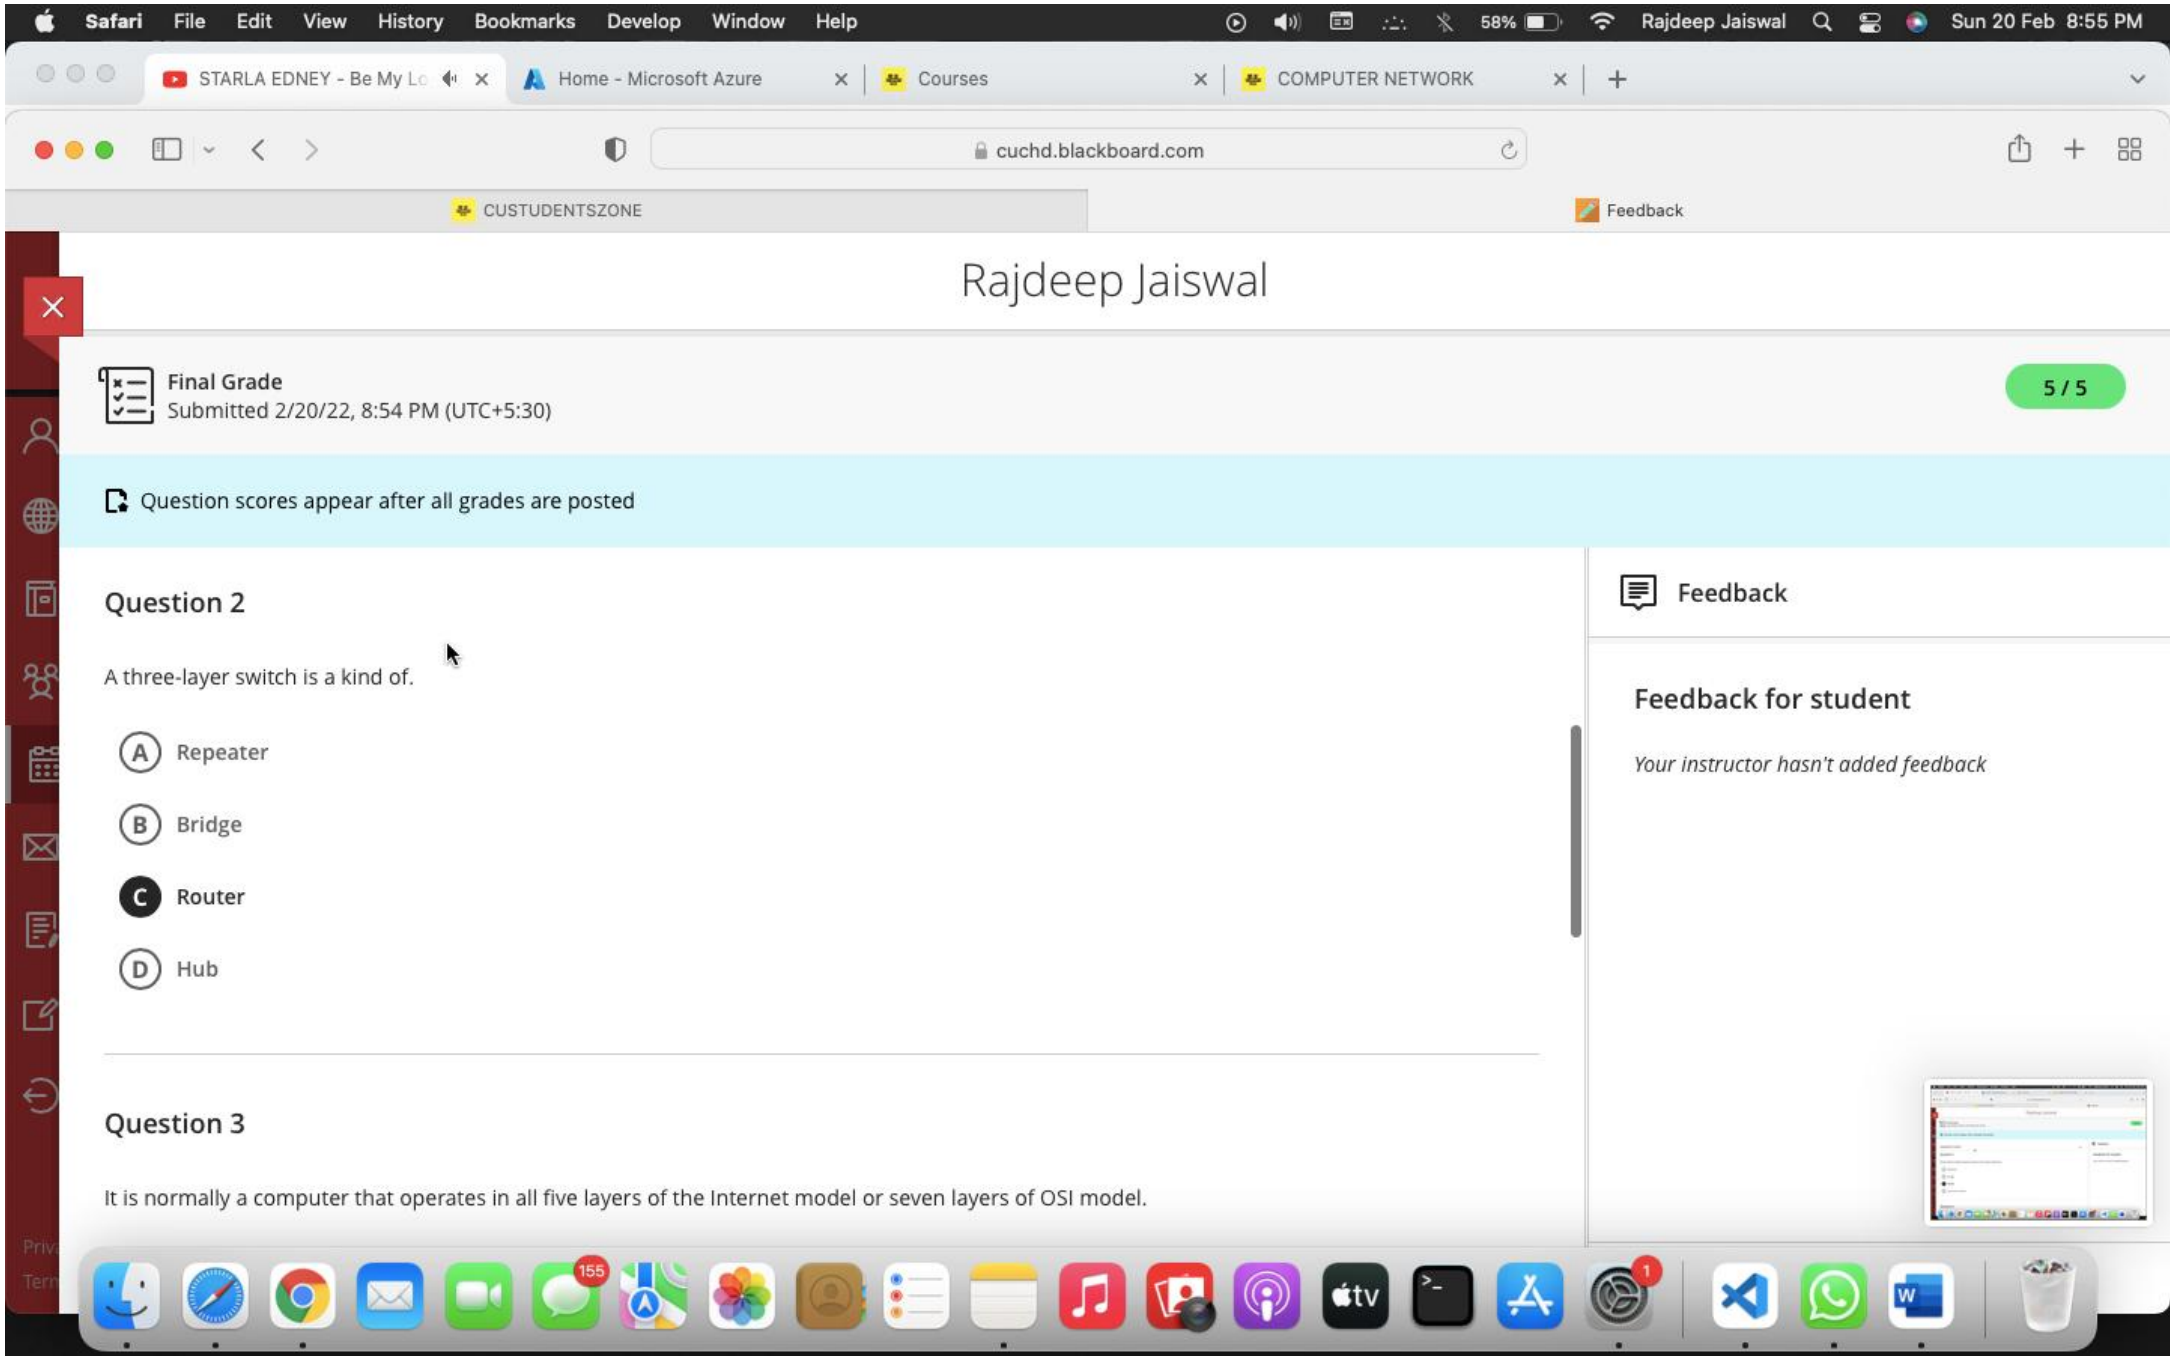 Safari File Edit View History Bookmarks Develop Window Help 58% Rajdeep Jaiswal Sun 20 Feb 8:55 PM
STARLA EDNEY - Be My Lo Home - Microsoft Azure Courses COMPUTER NETWORK
cuchd.blackboard.com
CUSTUDENTSZONE Feedback
Rajdeep Jaiswal
Final Grade
Submitted 2/20/22, 8:54 PM (UTC+5:30)
5 / 5
Question scores appear after all grades are posted
Question 2
A three-layer switch is a kind of.
A Repeater
B Bridge
C Router
D Hub
Question 3
It is normally a computer that operates in all five layers of the Internet model or seven layers of OSI model.
Feedback
Feedback for student
Your instructor hasn't added feedback
Priv
Tern
155
tv
>_
1
W